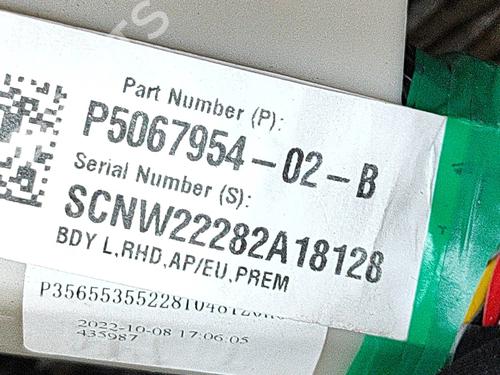 Part Number (P):
P5067954-02-B
Serial Number (S):
SCNW22282A18128
BDY L,RHD,AP/EU,PREM
2022-10-08 17:06:05
435987